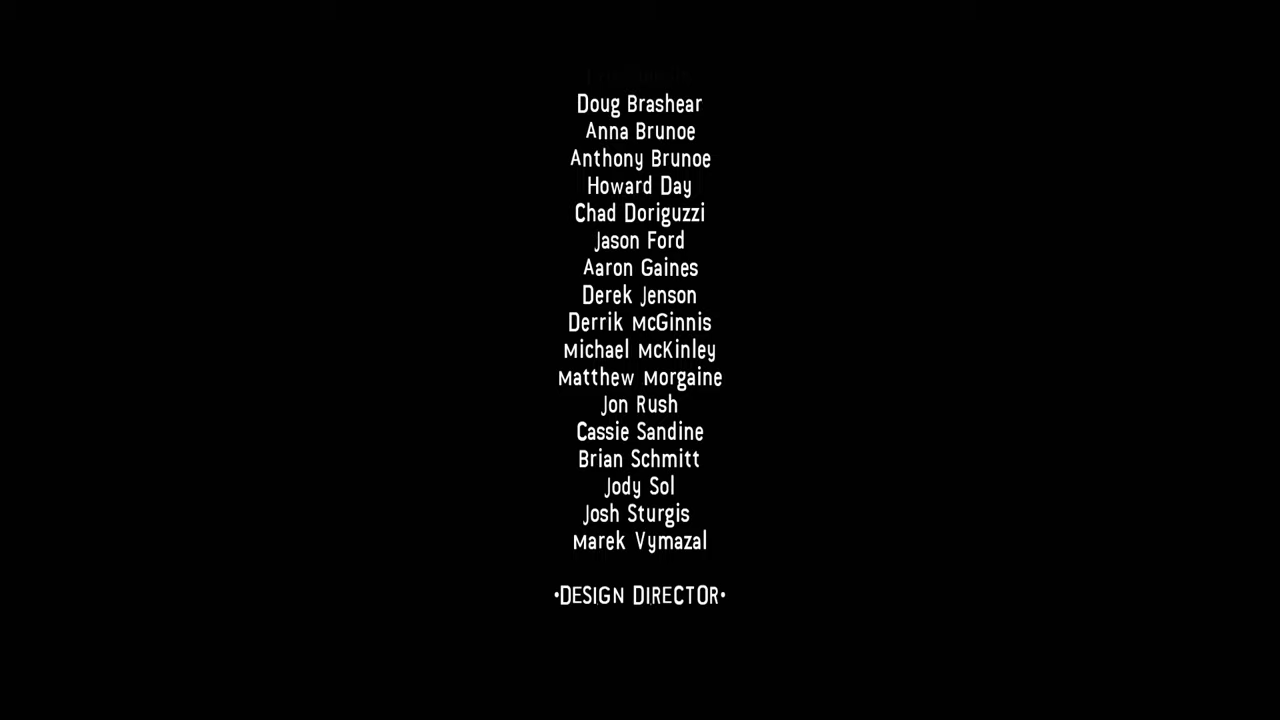 Doug Brashear
Anna Brunoe
Anthony Brunoe
Howard Day
Chad Doriguzzi
Jason Ford
Aaron Gaines
Derek Jenson
Derrik McGinnis
Michael McKinley
Matthew Morgaine
Jon Rush
Cassie Sandine
Brian Schmitt
Jody Sol
Josh Sturgis
Marek Vymazal
•DESIGN DIRECTOR•